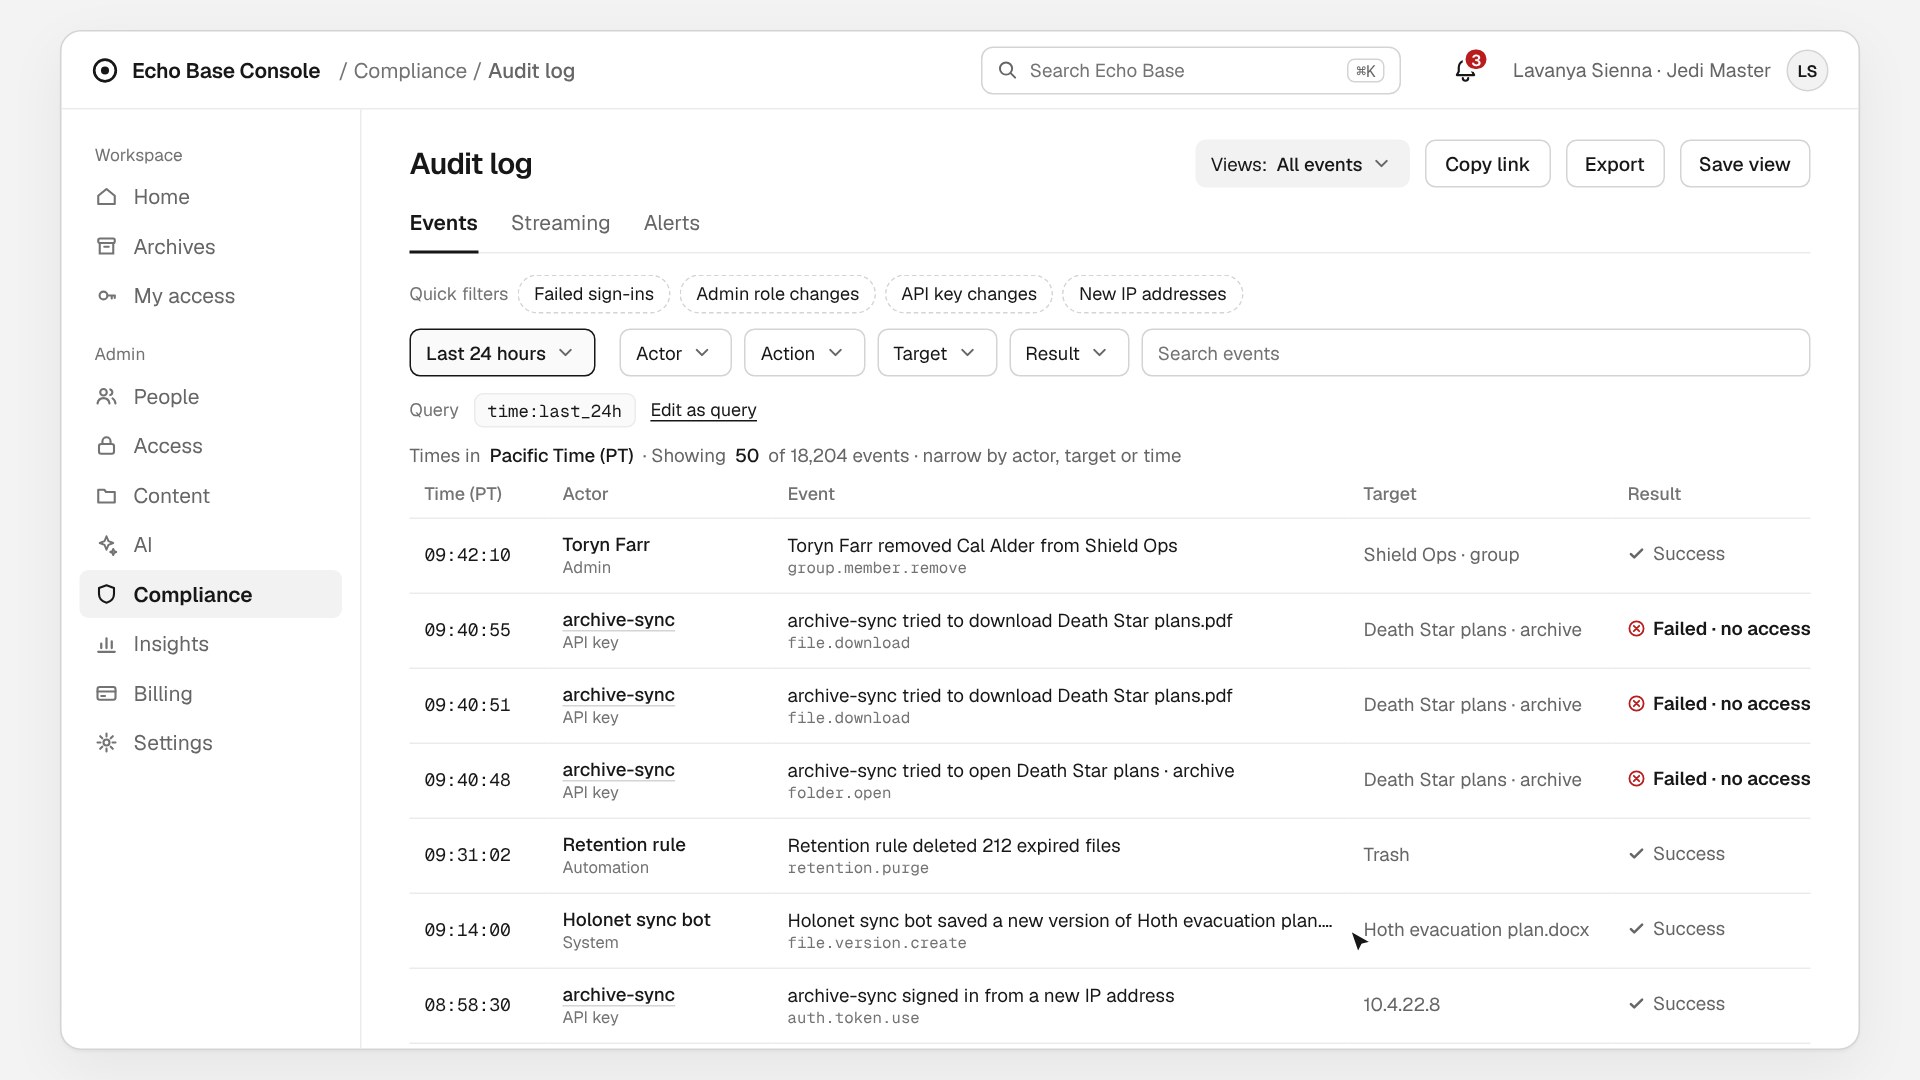 Echo Base Console / Compliance / Audit log
Search Echo Base ⌘K
3
Lavanya Sienna · Jedi Master LS
Workspace
Home
Archives
My access
Admin
People
Access
Content
AI
Compliance
Insights
Billing
Settings
Audit log
Views: All events
Copy link
Export
Save view
Events Streaming Alerts
Quick filters Failed sign-ins Admin role changes API key changes New IP addresses
Last 24 hours Actor Action Target Result Search events
Query time:last_24h Edit as query
Times in Pacific Time (PT) · Showing 50 of 18,204 events · narrow by actor, target or time
Time (PT) Actor Event Target Result
09:42:10 Toryn Farr Toryn Farr removed Cal Alder from Shield Ops Shield Ops · group Success
Admin group.member.remove
09:40:55 archive-sync archive-sync tried to download Death Star plans.pdf Death Star plans · archive Failed · no access
API key file.download
09:40:51 archive-sync archive-sync tried to download Death Star plans.pdf Death Star plans · archive Failed · no access
API key file.download
09:40:48 archive-sync archive-sync tried to open Death Star plans · archive Death Star plans · archive Failed · no access
API key folder.open
09:31:02 Retention rule Retention rule deleted 212 expired files Trash Success
Automation retention.purge
09:14:00 Holonet sync bot Holonet sync bot saved a new version of Hoth evacuation plan.... Hoth evacuation plan.docx Success
System file.version.create
08:58:30 archive-sync archive-sync signed in from a new IP address 10.4.22.8 Success
API key auth.token.use